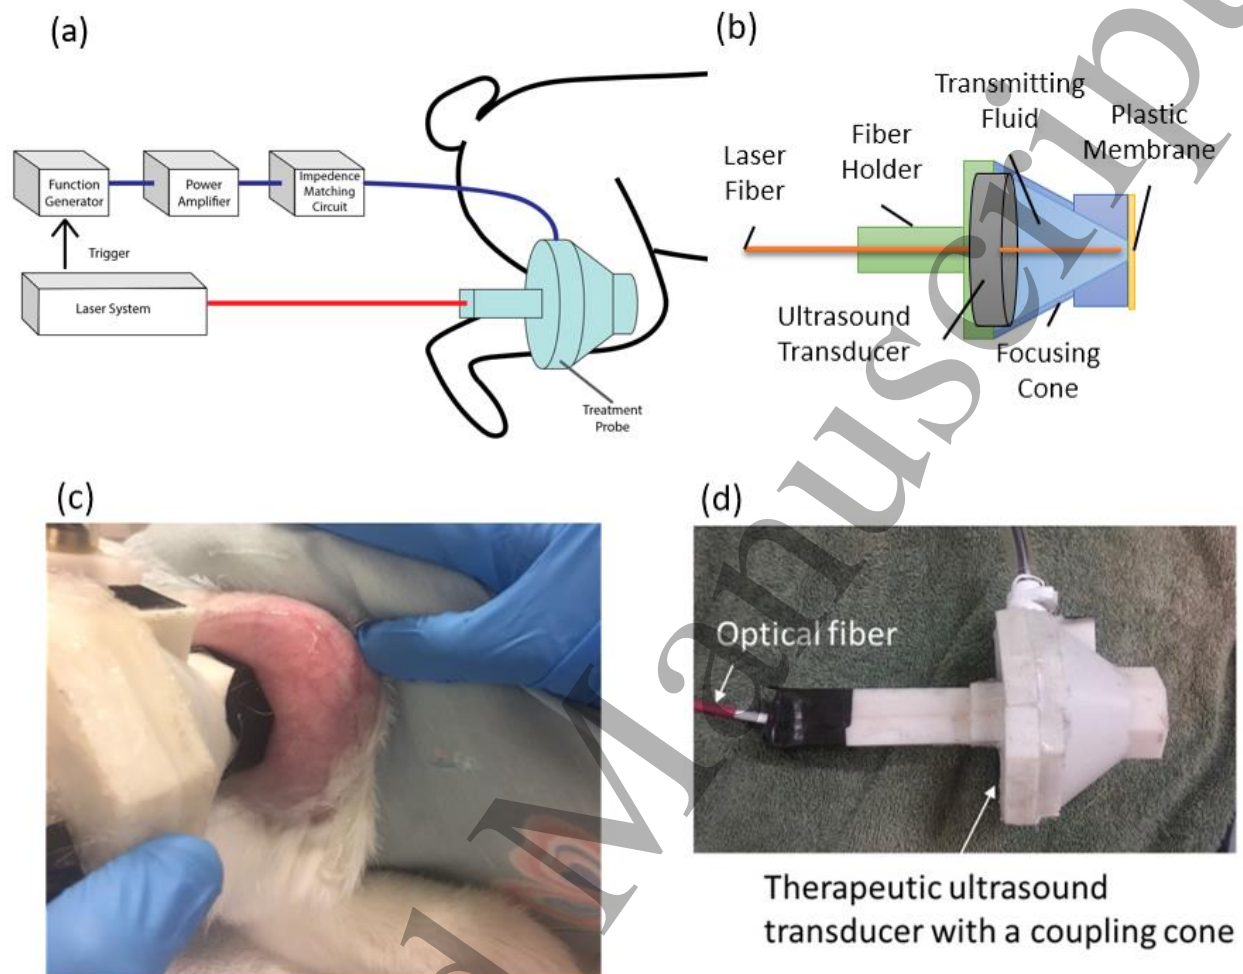 (a)
Function
Generator
Power
Amplifier
Impedence
Matching
Circuit
Trigger
Laser System
Treatment
Probe
(b)
Transmitting
Fluid
Plastic
Membrane
Fiber
Holder
Laser
Fiber
Ultrasound
Transducer
Focusing
Cone
(c)
(d)
Optical fiber
Therapeutic ultrasound
transducer with a coupling cone
d Manuscrip